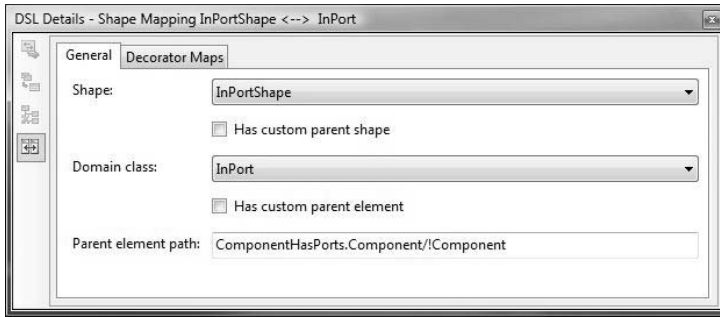 DSL Details - Shape Mapping InPortShape <--> InPort
General Decorator Maps
Shape: InPortShape
Has custom parent shape
Domain class: InPort
Has custom parent element
Parent element path: ComponentHasPorts.Component/!Component